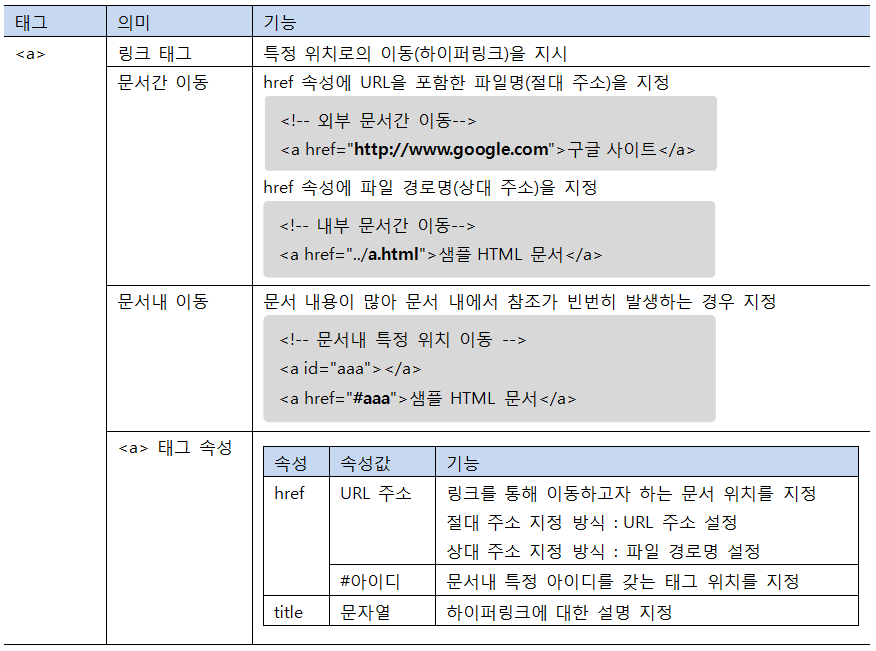 태그 의미 기능
<a> 링크 태그 특정 위치로의 이동(하이퍼링크)을 지시
문서간 이동 href 속성에 URL을 포함한 파일명(절대 주소)을 지정
<!-- 외부 문서간 이동-->
<a href="http://www.google.com">구글 사이트</a>
href 속성에 파일 경로명(상대 주소)을 지정
<!-- 내부 문서간 이동-->
<a href="../a.html">샘플 HTML 문서</a>
문서내 이동 문서 내용이 많아 문서 내에서 참조가 빈번히 발생하는 경우 지정
<!-- 문서내 특정 위치 이동 -->
<a id="aaa"></a>
<a href="#aaa">샘플 HTML 문서</a>
<a> 태그 속성
속성 속성값 기능
href URL 주소 링크를 통해 이동하고자 하는 문서 위치를 지정
절대 주소 지정 방식 : URL 주소 설정
상대 주소 지정 방식 : 파일 경로명 설정
#아이디 문서내 특정 아이디를 갖는 태그 위치를 지정
title 문자열 하이퍼링크에 대한 설명 지정